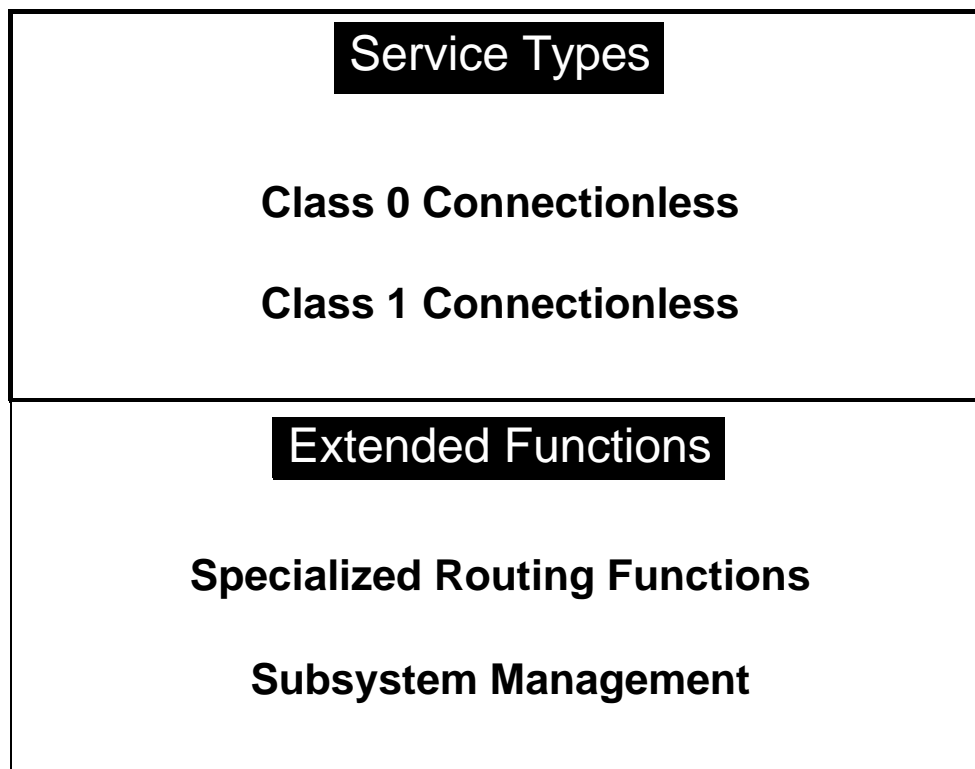 Service Types
Class 0 Connectionless
Class 1 Connectionless
Extended Functions
Specialized Routing Functions
Subsystem Management